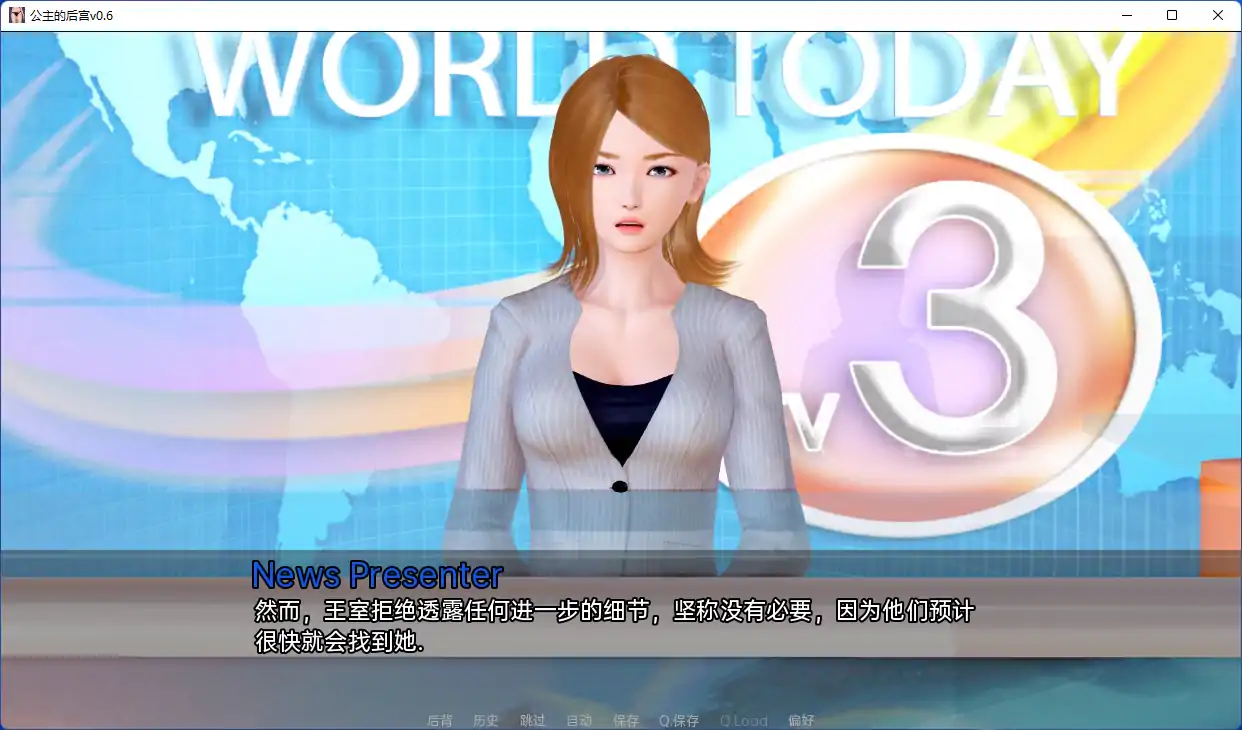 公主的后宫v0.6
WORLD TODAY
3
TV
News Presenter
然而，王室拒绝透露任何进一步的细节，坚称没有必要，因为他们预计
很快就会找到她.
后背 历史 跳过 自动 保存 Q.保存 Q.Load 偏好